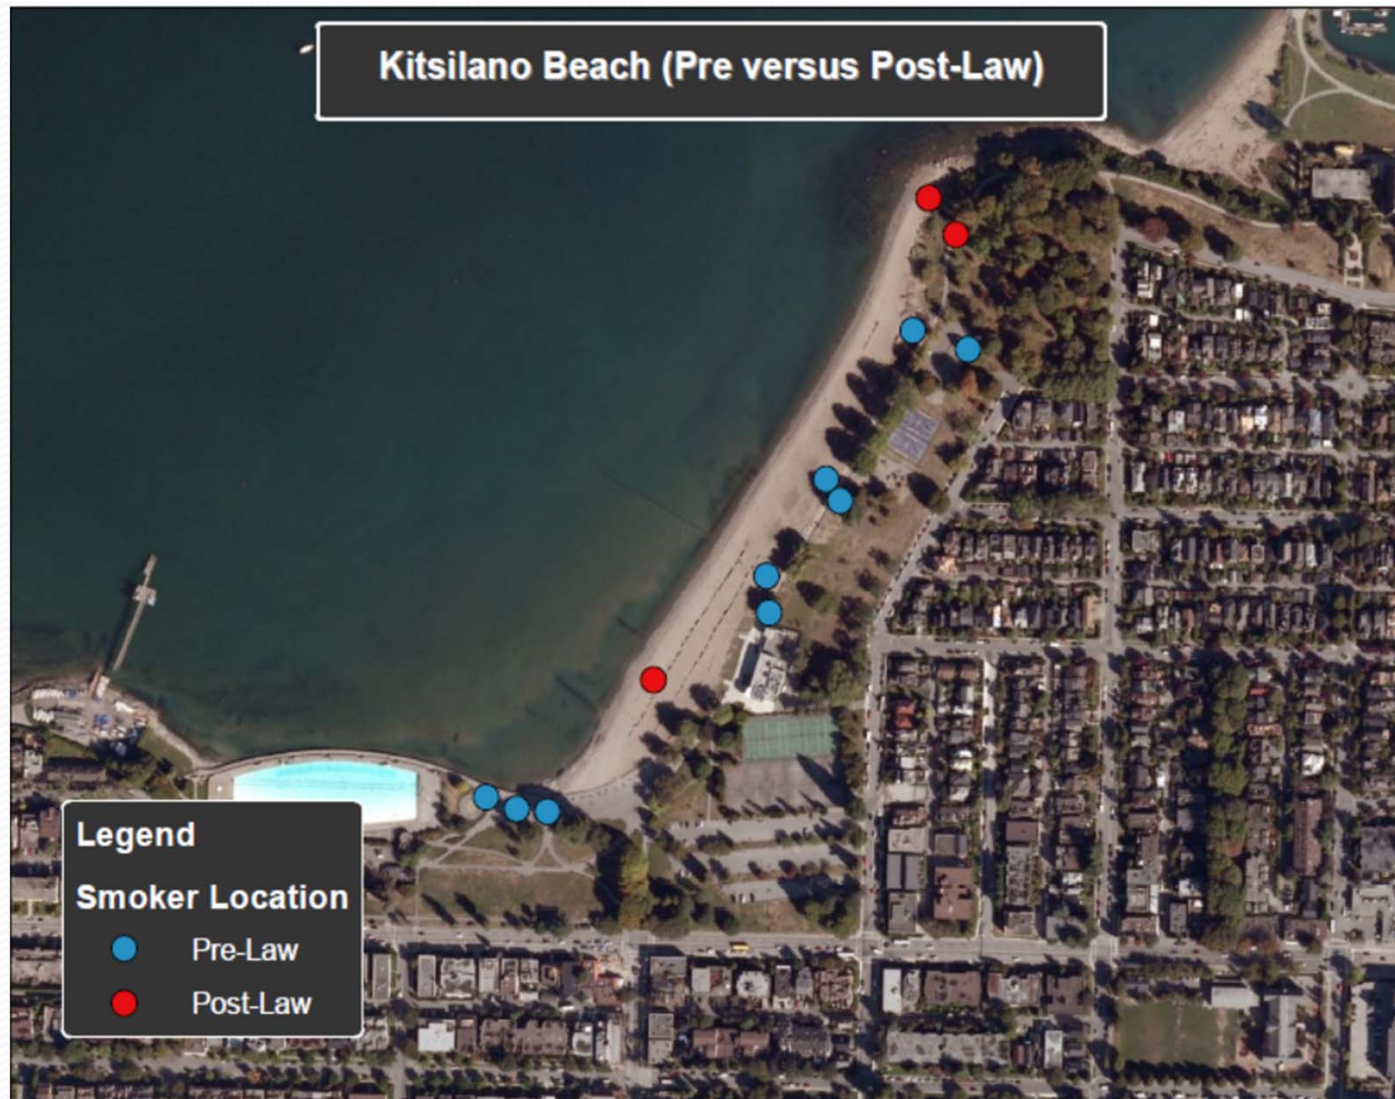 Kitsilano Beach (Pre versus Post-Law)
Legend
Smoker Location
Pre-Law
Post-Law